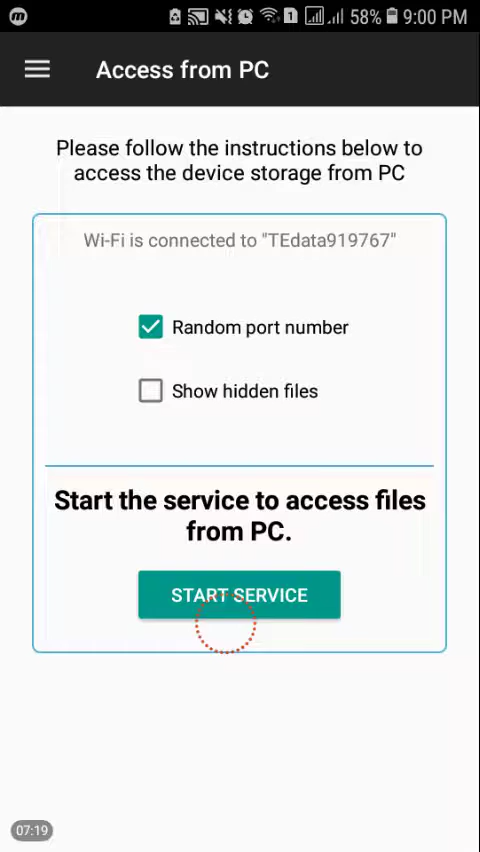 58% 9:00 PM
Access from PC
Please follow the instructions below to
access the device storage from PC
Wi-Fi is connected to "TEdata919767"
Random port number
Show hidden files
Start the service to access files
from PC.
START SERVICE
07:19